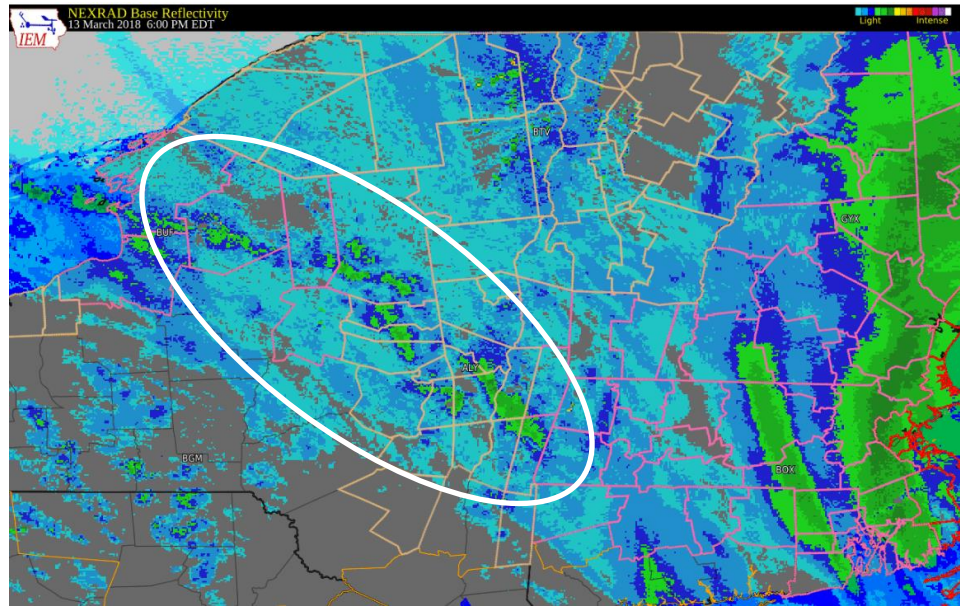 NEXRAD Base Reflectivity
13 March 2018 6:00 PM EDT
IEM
Light Intense
BTV
GYX
BUF
ALY
BGM
BOX